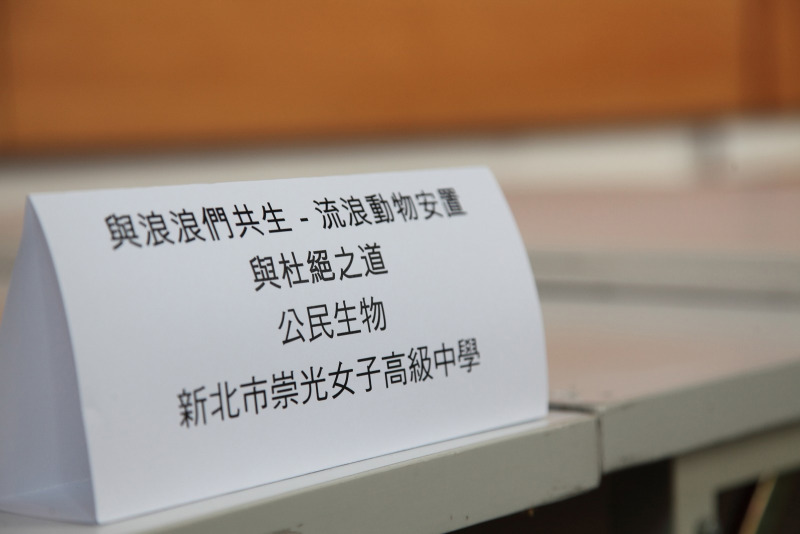 與浪浪們共生 - 流浪動物安置
與杜絕之道
公民生物
新北市崇光女子高級中學